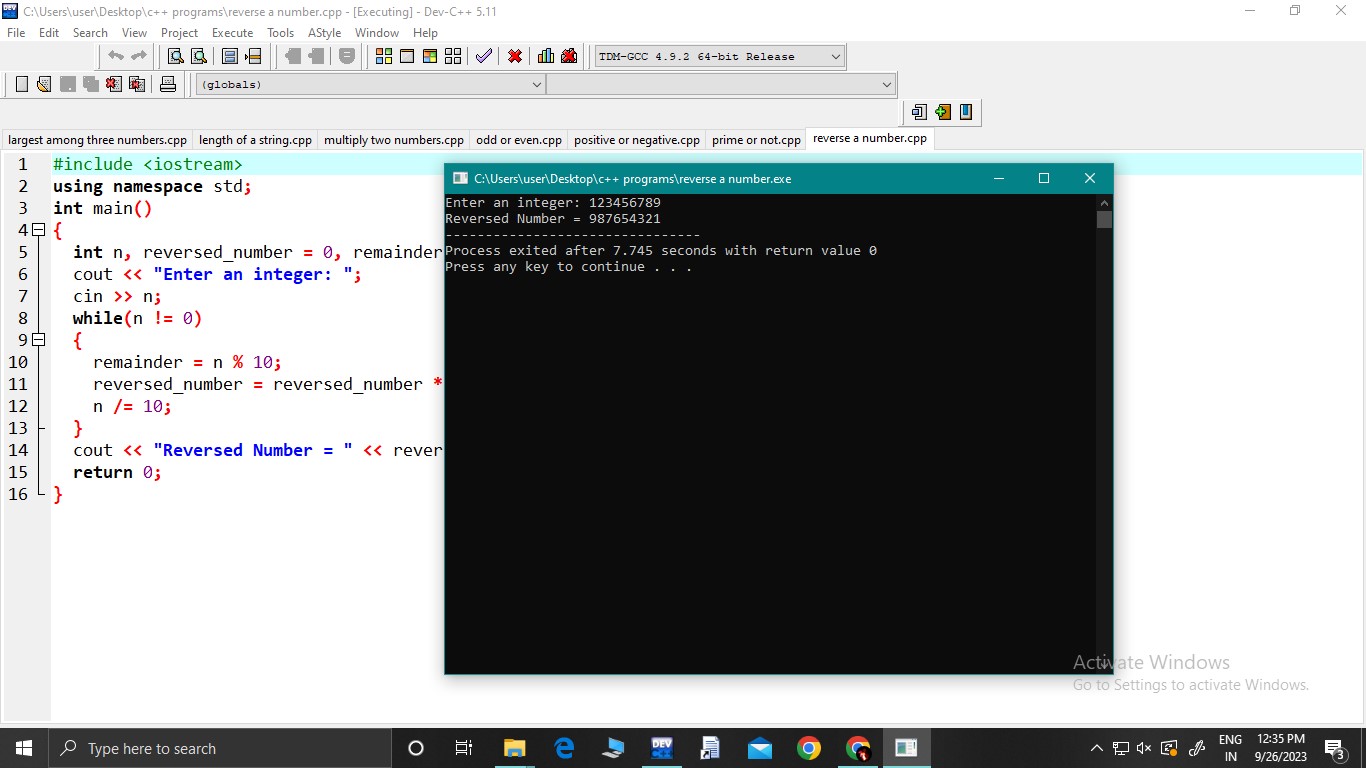 C:\Users\user\Desktop\c++ programs\reverse a number.cpp - [Executing] - Dev-C++ 5.11
File Edit Search View Project Execute Tools AStyle Window Help
TDM-GCC 4.9.2 64-bit Release
(globals)
largest among three numbers.cpp length of a string.cpp multiply two numbers.cpp odd or even.cpp positive or negative.cpp prime or not.cpp reverse a number.cpp
1 #include <iostream>
2 using namespace std;
3 int main()
4 {
5 int n, reversed_number = 0, remainder
6 cout << "Enter an integer: ";
7 cin >> n;
8 while(n != 0)
9 {
10 remainder = n % 10;
11 reversed_number = reversed_number *
12 n /= 10;
13 }
14 cout << "Reversed Number = " << rever
15 return 0;
16 }
C:\Users\user\Desktop\c++ programs\reverse a number.exe
Enter an integer: 123456789
Reversed Number = 987654321
--------------------------------
Process exited after 7.745 seconds with return value 0
Press any key to continue . . .
Activate Windows
Go to Settings to activate Windows.
Type here to search
DEV
ENG
IN
12:35 PM
9/26/2023
3